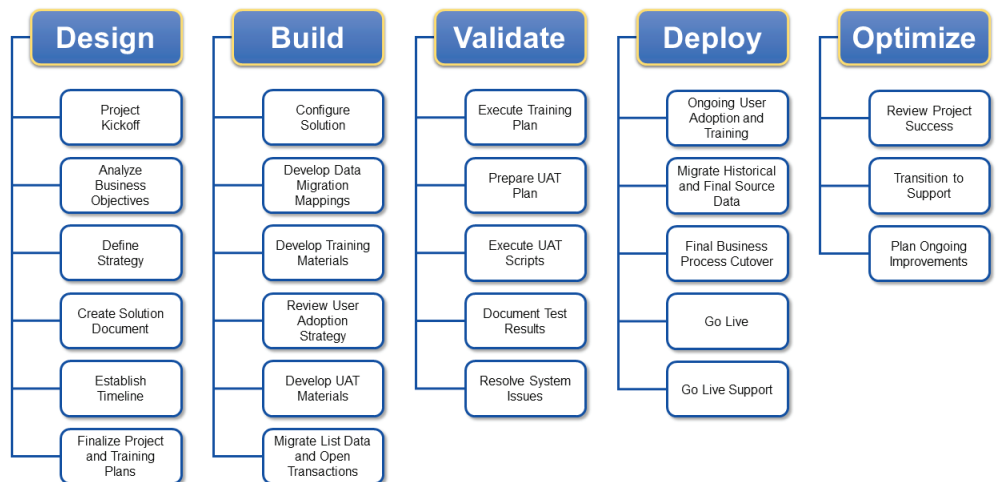 Design
Project
Kickoff
Analyze
Business
Objectives
Define
Strategy
Create Solution
Document
Establish
Timeline
Finalize Project
and Training
Plans
Build
Configure
Solution
Develop Data
Migration
Mappings
Develop Training
Materials
Review User
Adoption
Strategy
Develop UAT
Materials
Migrate List Data
and Open
Transactions
Validate
Execute Training
Plan
Prepare UAT
Plan
Execute UAT
Scripts
Document Test
Results
Resolve System
Issues
Deploy
Ongoing User
Adoption and
Training
Migrate Historical
and Final Source
Data
Final Business
Process Cutover
Go Live
Go Live Support
Optimize
Review Project
Success
Transition to
Support
Plan Ongoing
Improvements